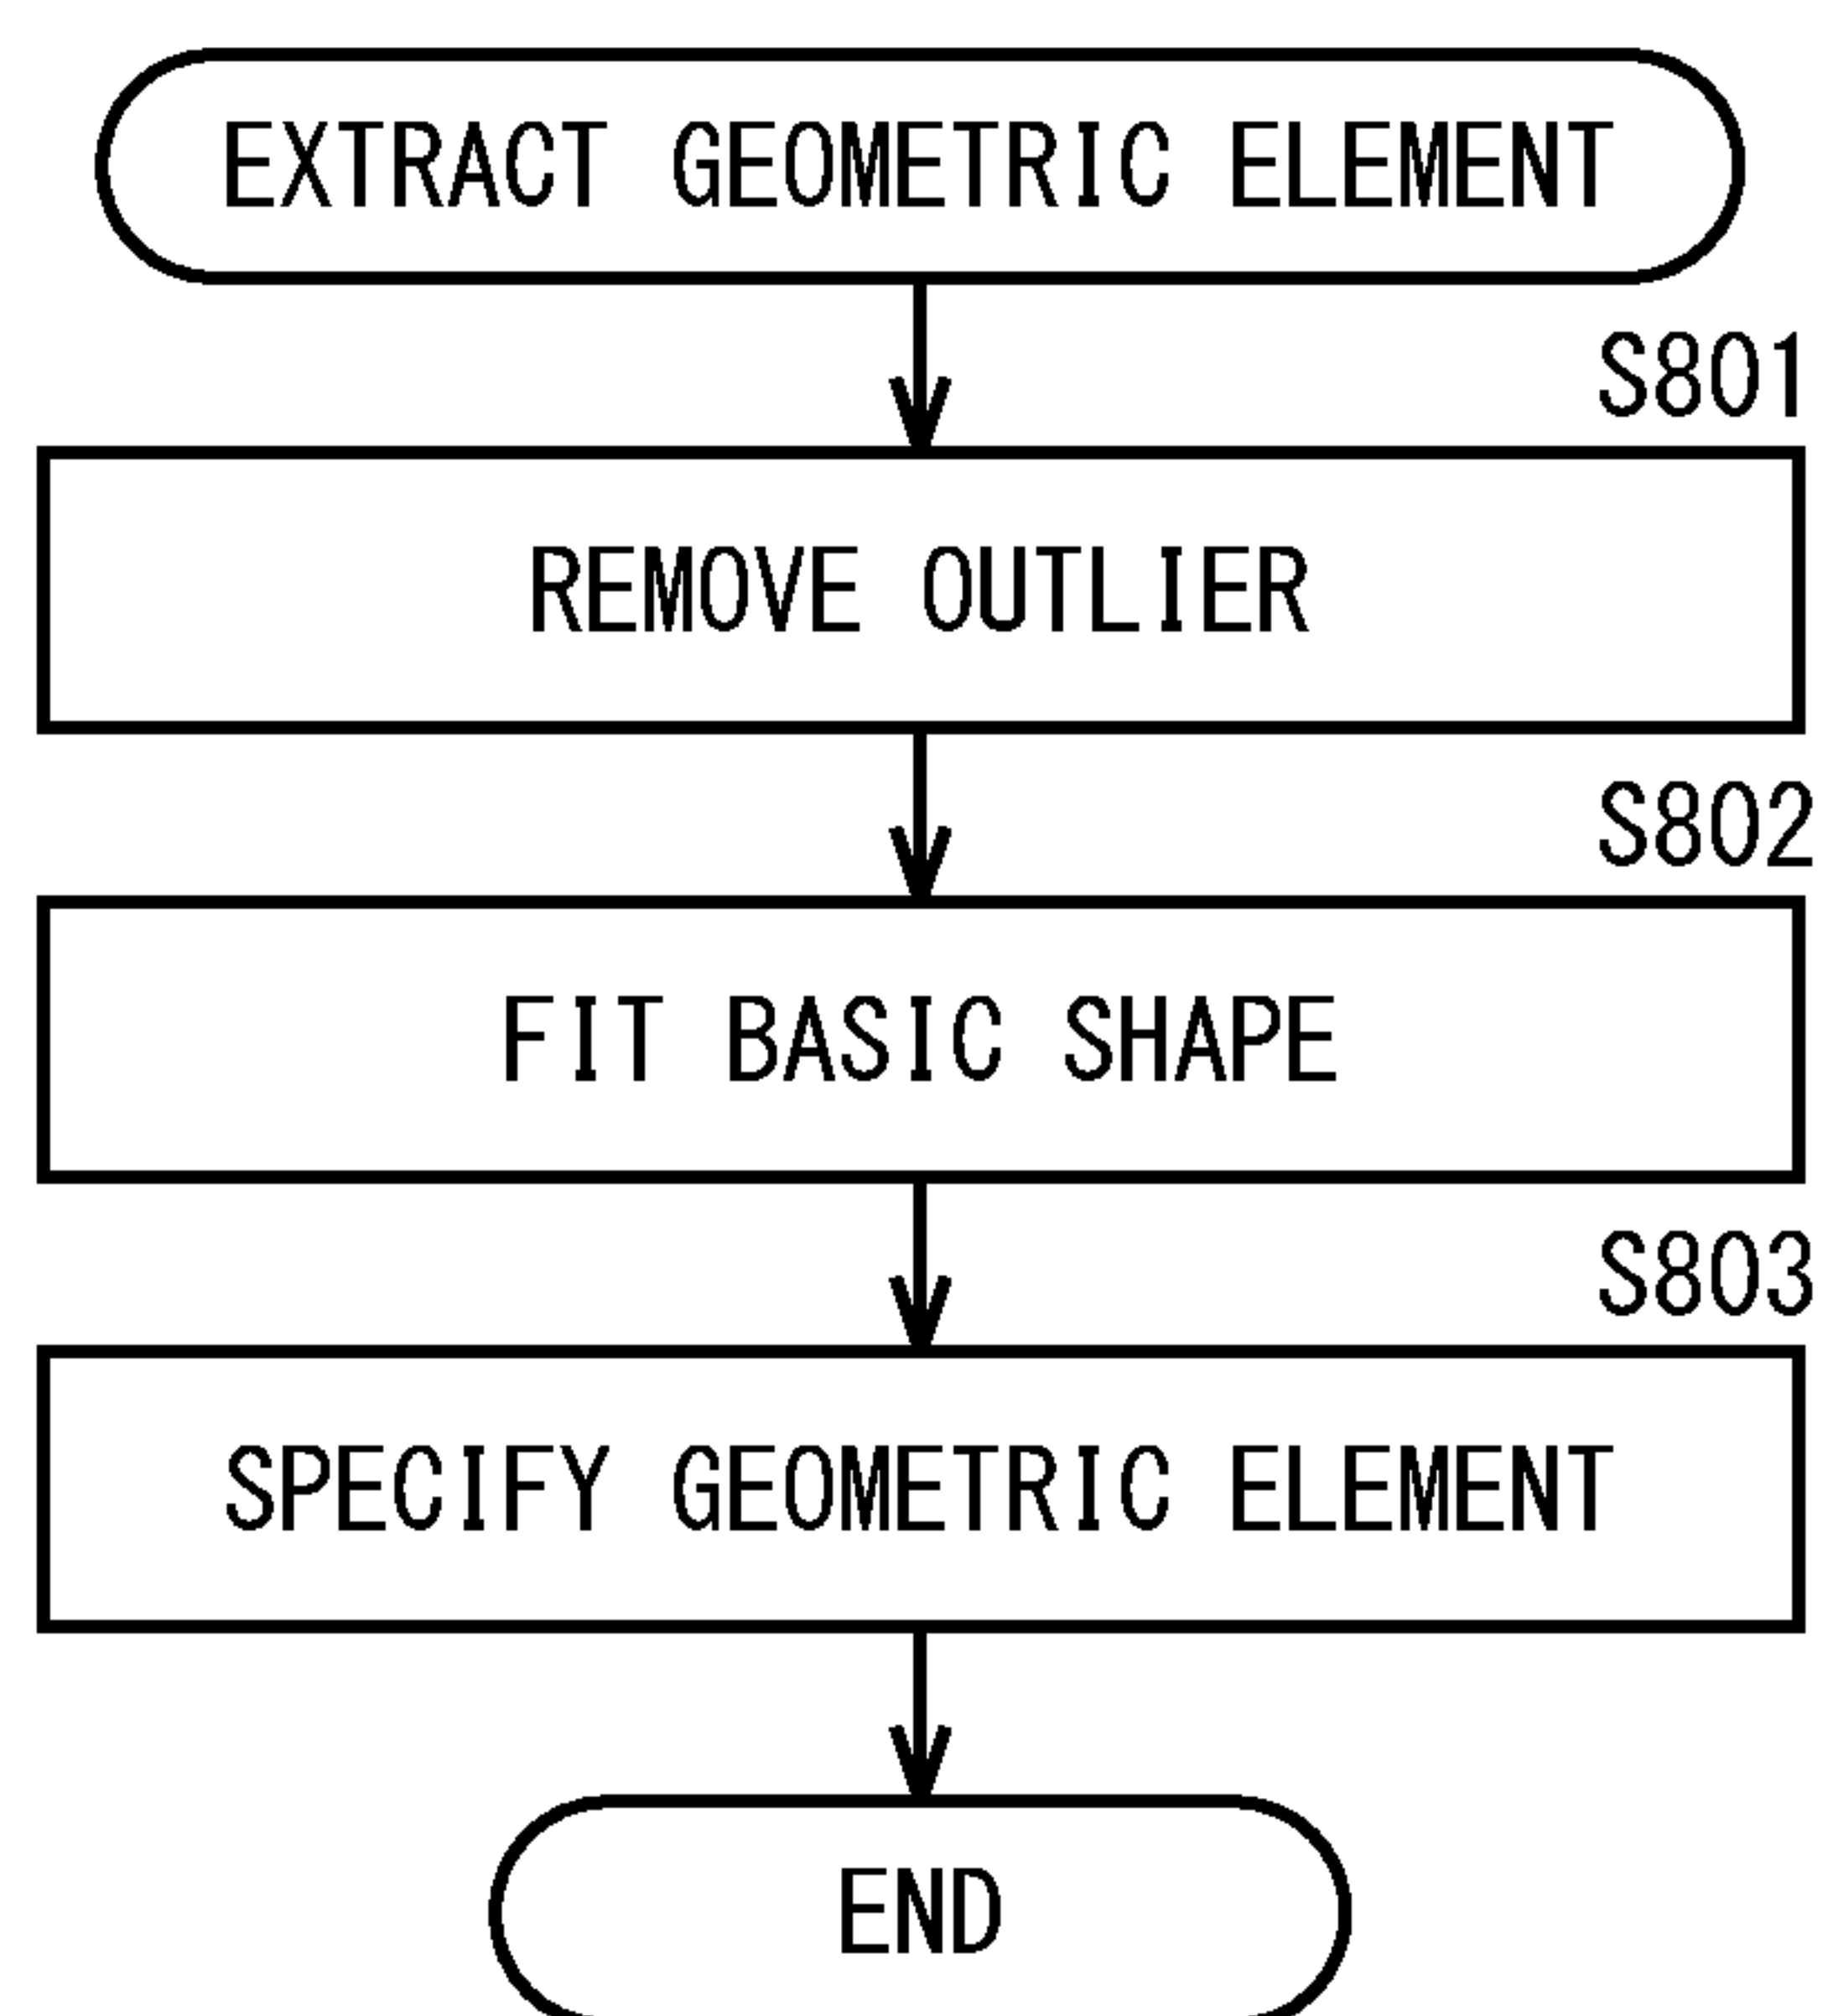 EXTRACT GEOMETRIC ELEMENT
S801
REMOVE OUTLIER
S802
FIT BASIC SHAPE
S803
SPECIFY GEOMETRIC ELEMENT
END